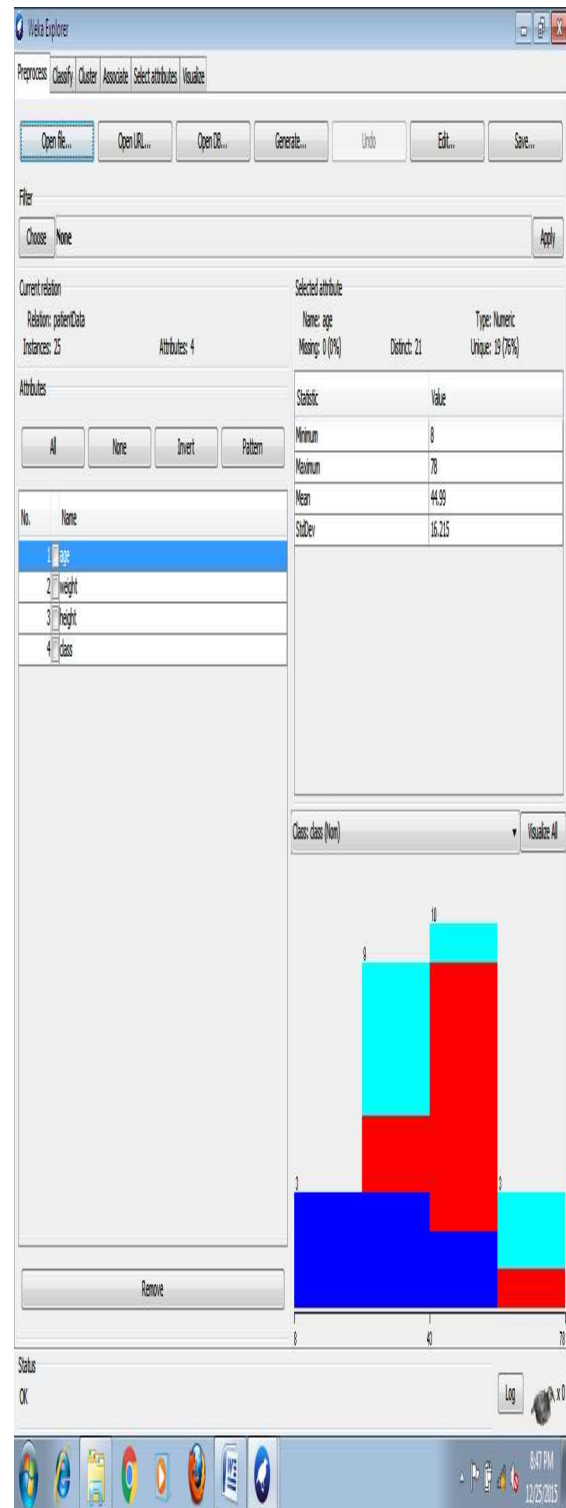 Weka Explorer
Preprocess Classify Cluster Associate Select attributes Visualize
Open file... Open URL... Open DB... Generate... Undo Edit... Save...
Filter
Choose None Apply
Current relation
Relation: patientData
Instances: 25 Attributes: 4
Selected attribute
Name: age Type: Numeric
Missing: 0 (0%) Distinct: 21 Unique: 19 (76%)
Attributes
All None Invert Pattern
No. Name
1 age
2 weight
3 height
4 class
Remove
Statistic Value
Minimum 8
Maximum 78
Mean 44.99
StdDev 16.215
Class: class (Nom) Visualize All
10
9
3 3
8 43 78
Status
OK
Log x 0
8:47 PM
12/25/2015